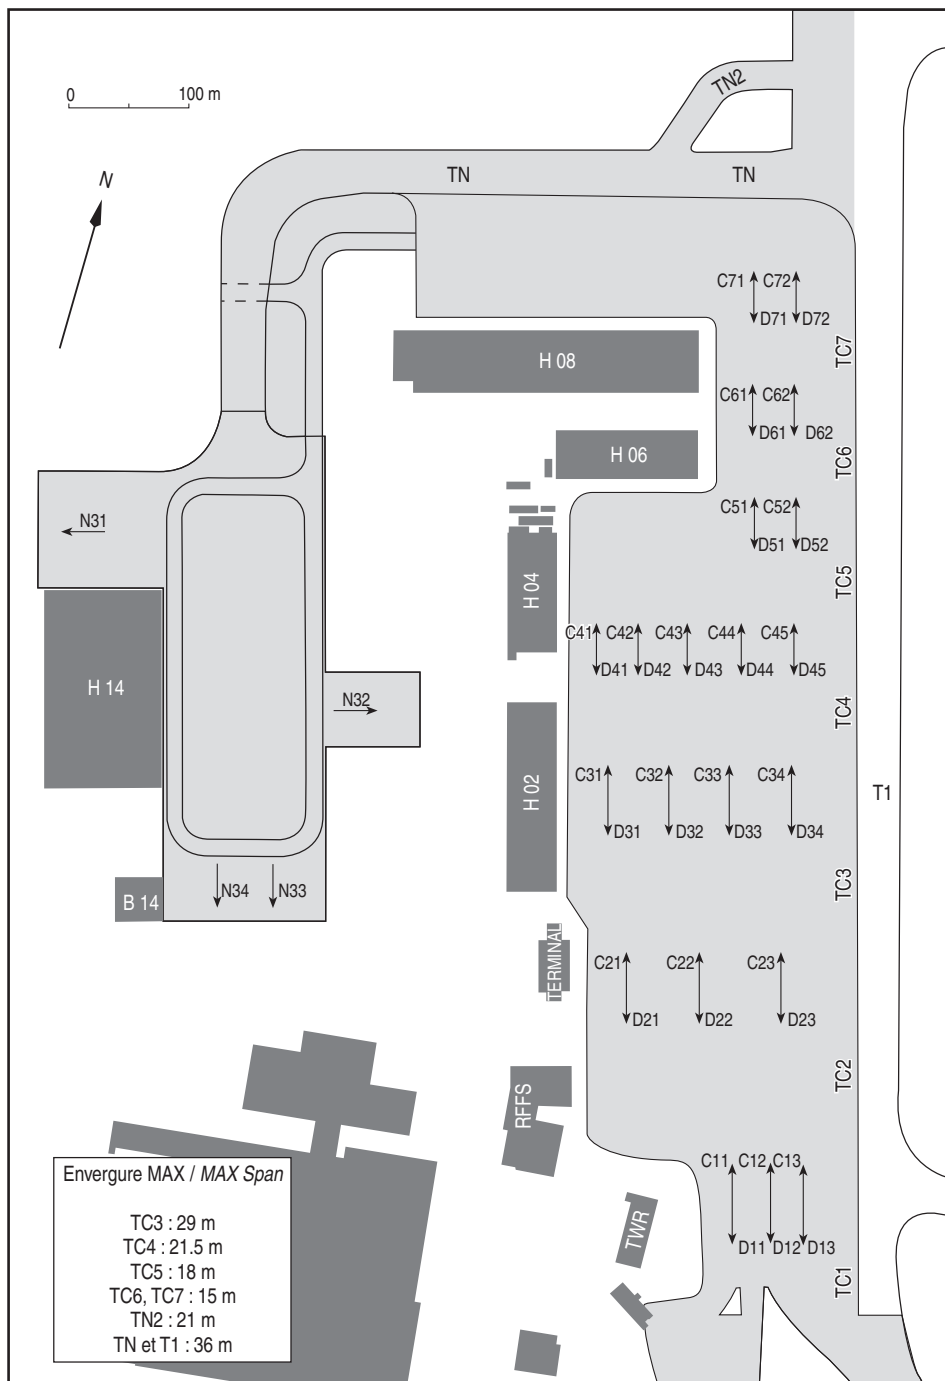 TN2
0 100 m
N
TN TN
C71 C72
D71 D72
TC7
H 08
C61 C62
D61 D62
H 06
TC6
C51 C52
N31
D51 D52
H 04
TC5
C41 C42 C43 C44 C45
D41 D42 D43 D44 D45
H 14
N32
TC4
C31 C32 C33 C34
H 02
T1
D31 D32 D33 D34
N34 N33
TC3
B 14
TERMINAL
C21 C22 C23
D21 D22 D23
TC2
RFFS
C11 C12 C13
Envergure MAX / MAX Span
TC3 : 29 m
TC4 : 21.5 m
TC5 : 18 m
TC6, TC7 : 15 m
TN2 : 21 m
TN et T1 : 36 m
TWR
D11 D12 D13
TC1